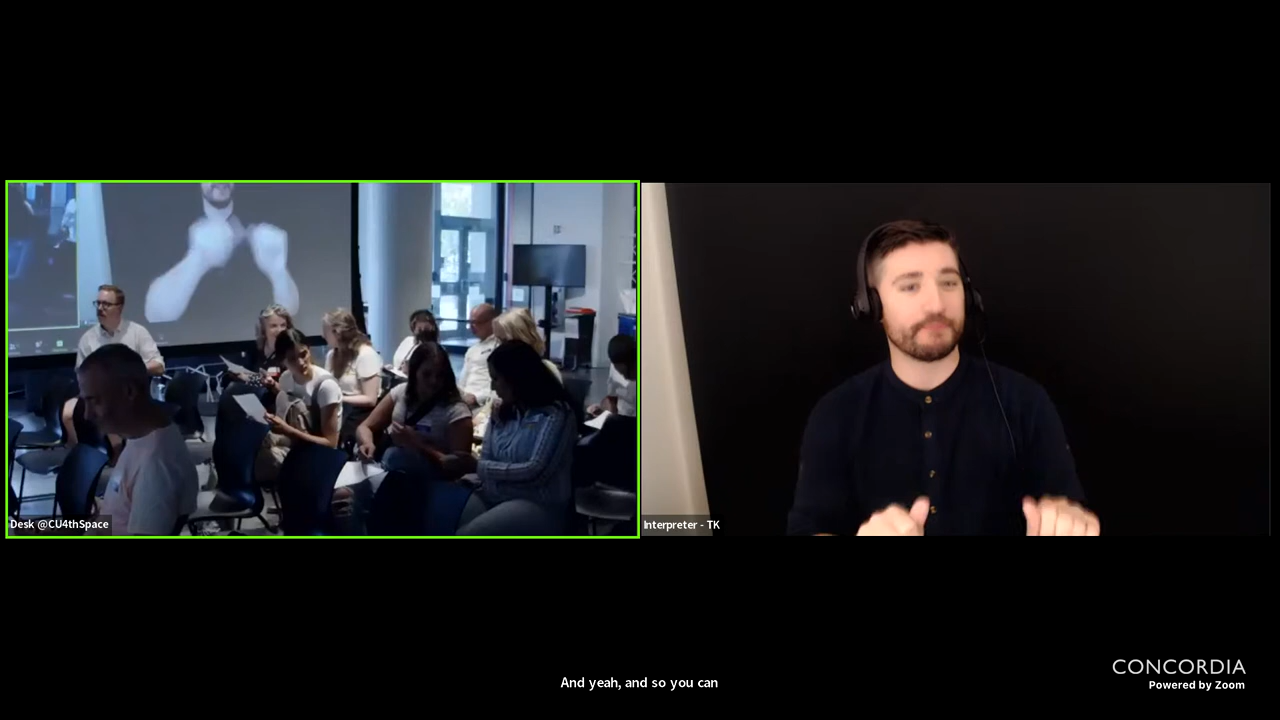 Desk @CU4thSpace
Interpreter - TK
And yeah, and so you can
CONCORDIA
Powered by Zoom